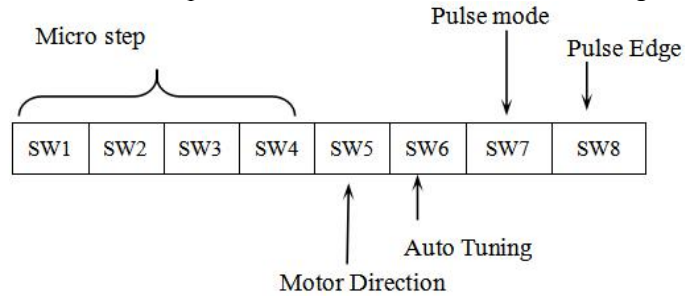 Pulse mode
Micro step
Pulse Edge
SW1 SW2 SW3 SW4 SW5 SW6 SW7 SW8
Auto Tuning
Motor Direction